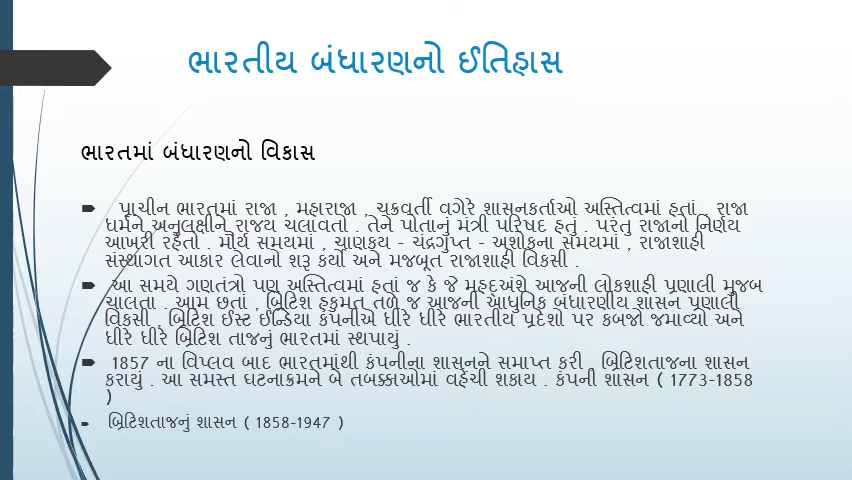 ભારતીય બંધારણનો ઈતિહાસ
ભારતમાં બંધારણનો વિકાસ
પ્રાચીન ભારતમાં રાજા , મહારાજા , ચક્રવર્તી વગેરે શાસનકર્તાઓ અસ્તિત્વમાં હતાં . રાજા
ધર્મને અનુલક્ષીને રાજય ચલાવતો . તેને પોતાનું મંત્રી પરિષદ હતું . પરંતુ રાજાનો નિર્ણય
આખરી રહેતો . મૌર્ય સમયમાં , ચાણકય - ચંદ્રગુપ્ત - અશોકના સમયમાં , રાજાશાહી
સંસ્થાગત આકાર લેવાનો શરૂ કર્યો અને મજબૂત રાજાશાહી વિકસી .
આ સમયે ગણતંત્રો પણ અસ્તિત્વમાં હતાં જ કે જે મહદ્અંશે આજની લોકશાહી પ્રણાલી મુજબ
ચાલતા . આમ છતાં , બ્રિટિશ હકુમત તળે જ આજની આધુનિક બંધારણીય શાસન પ્રણાલી
વિકસી . બ્રિટિશ ઈસ્ટ ઈન્ડિયા કંપનીએ ધીરે ધીરે ભારતીય પ્રદેશો પર કબજો જમાવ્યો અને
ધીરે ધીરે બ્રિટિશ તાજનું ભારતમાં સ્થપાયું .
1857 ના વિપ્લવ બાદ ભારતમાંથી કંપનીના શાસનને સમાપ્ત કરી , બ્રિટિશતાજના શાસન
કરાયું . આ સમસ્ત ઘટનાક્રમને બે તબક્કાઓમાં વહેંચી શકાય . કંપની શાસન ( 1773-1858
)
બ્રિટિશતાજનું શાસન ( 1858-1947 )